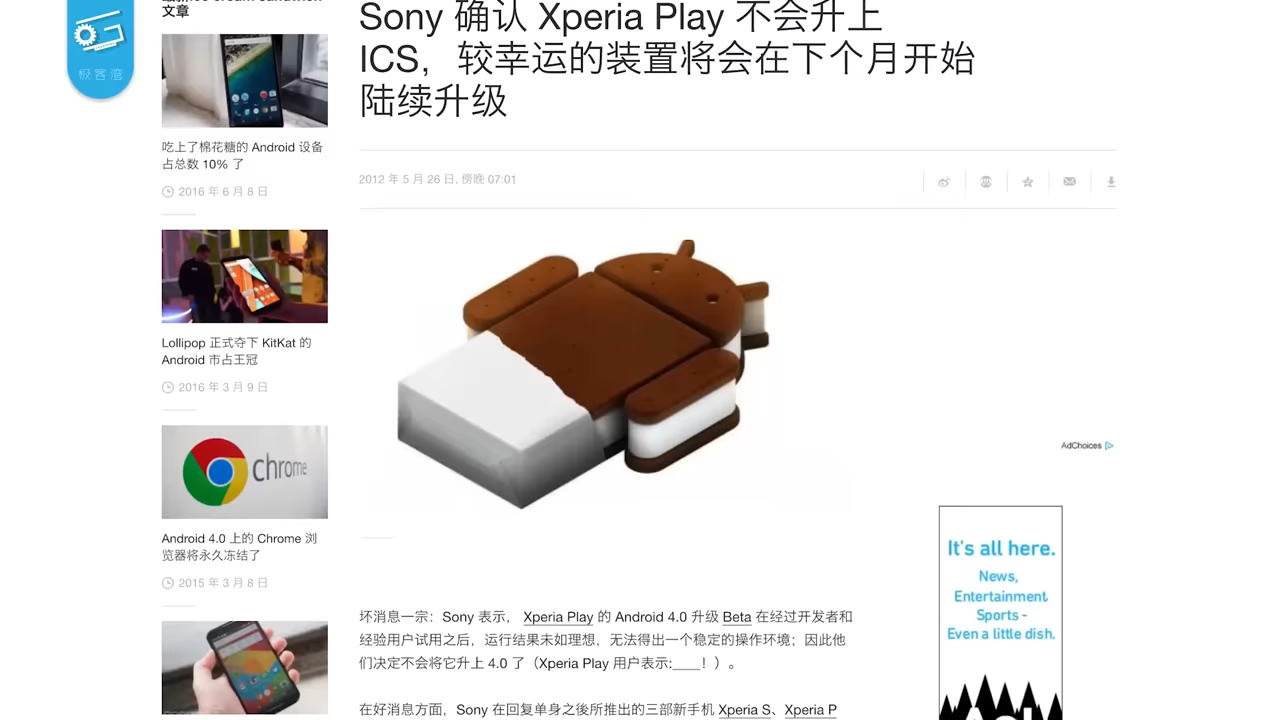 极客湾
文章
吃上了棉花糖的 Android 设备
占总数 10% 了
2016 年 6 月 8 日
Lollipop 正式夺下 KitKat 的
Android 市占王冠
2016 年 3 月 9 日
chrome
Android 4.0 上的 Chrome 浏
览器将永久冻结了
2015 年 3 月 8 日
Sony 确认 Xperia Play 不会升上
ICS，较幸运的装置将会在下个月开始
陆续升级
2012 年 5 月 26 日, 傍晚 07:01
坏消息一宗：Sony 表示， Xperia Play 的 Android 4.0 升级 Beta 在经过开发者和
经验用户试用之后，运行结果未如理想，无法得出一个稳定的操作环境；因此他
们决定不会将它升上 4.0 了（Xperia Play 用户表示:____！）。
在好消息方面，Sony 在回复单身之後所推出的三部新手机 Xperia S、Xperia P
AdChoices
It's all here.
News,
Entertainment
Sports -
Even a little dish.